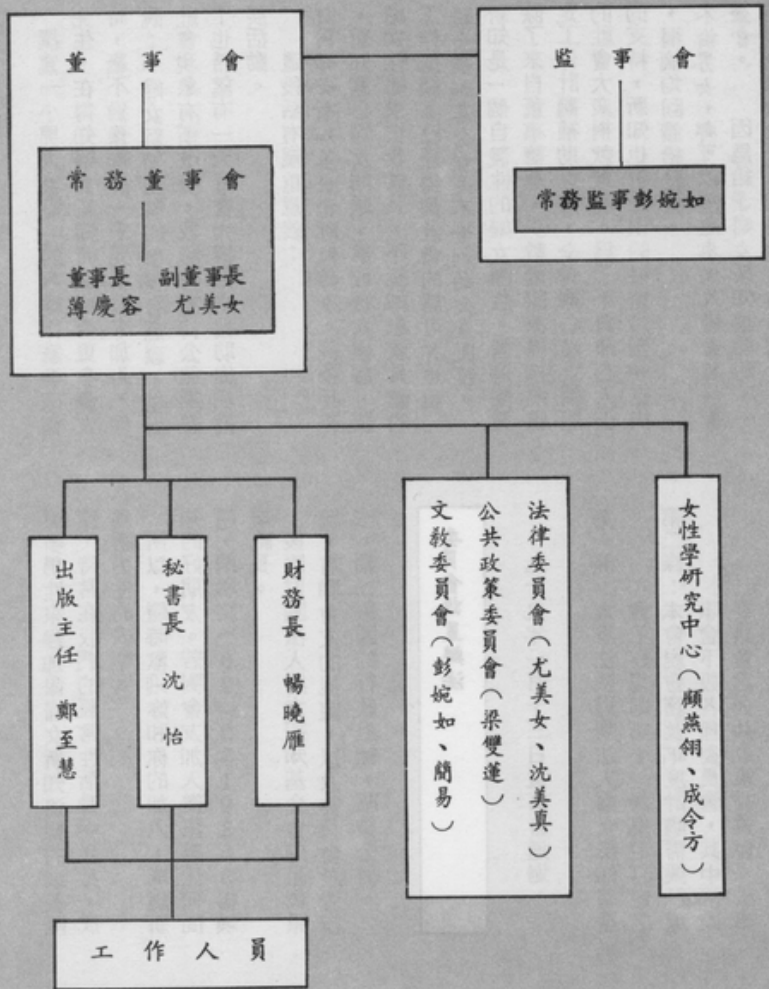 董事會
常務董事會
董事長 副董事長
薄慶容 尤美女
監事會
常務監事彭婉如
出版主任 鄭至慧
秘書長 沈怡
財務長 暢曉雁
法律委員會(尤美女、沈美真)
公共政策委員會(梁雙蓮)
文教委員會(彭婉如、簡易)
女性學研究中心(顧燕翎、成令方)
工作人員